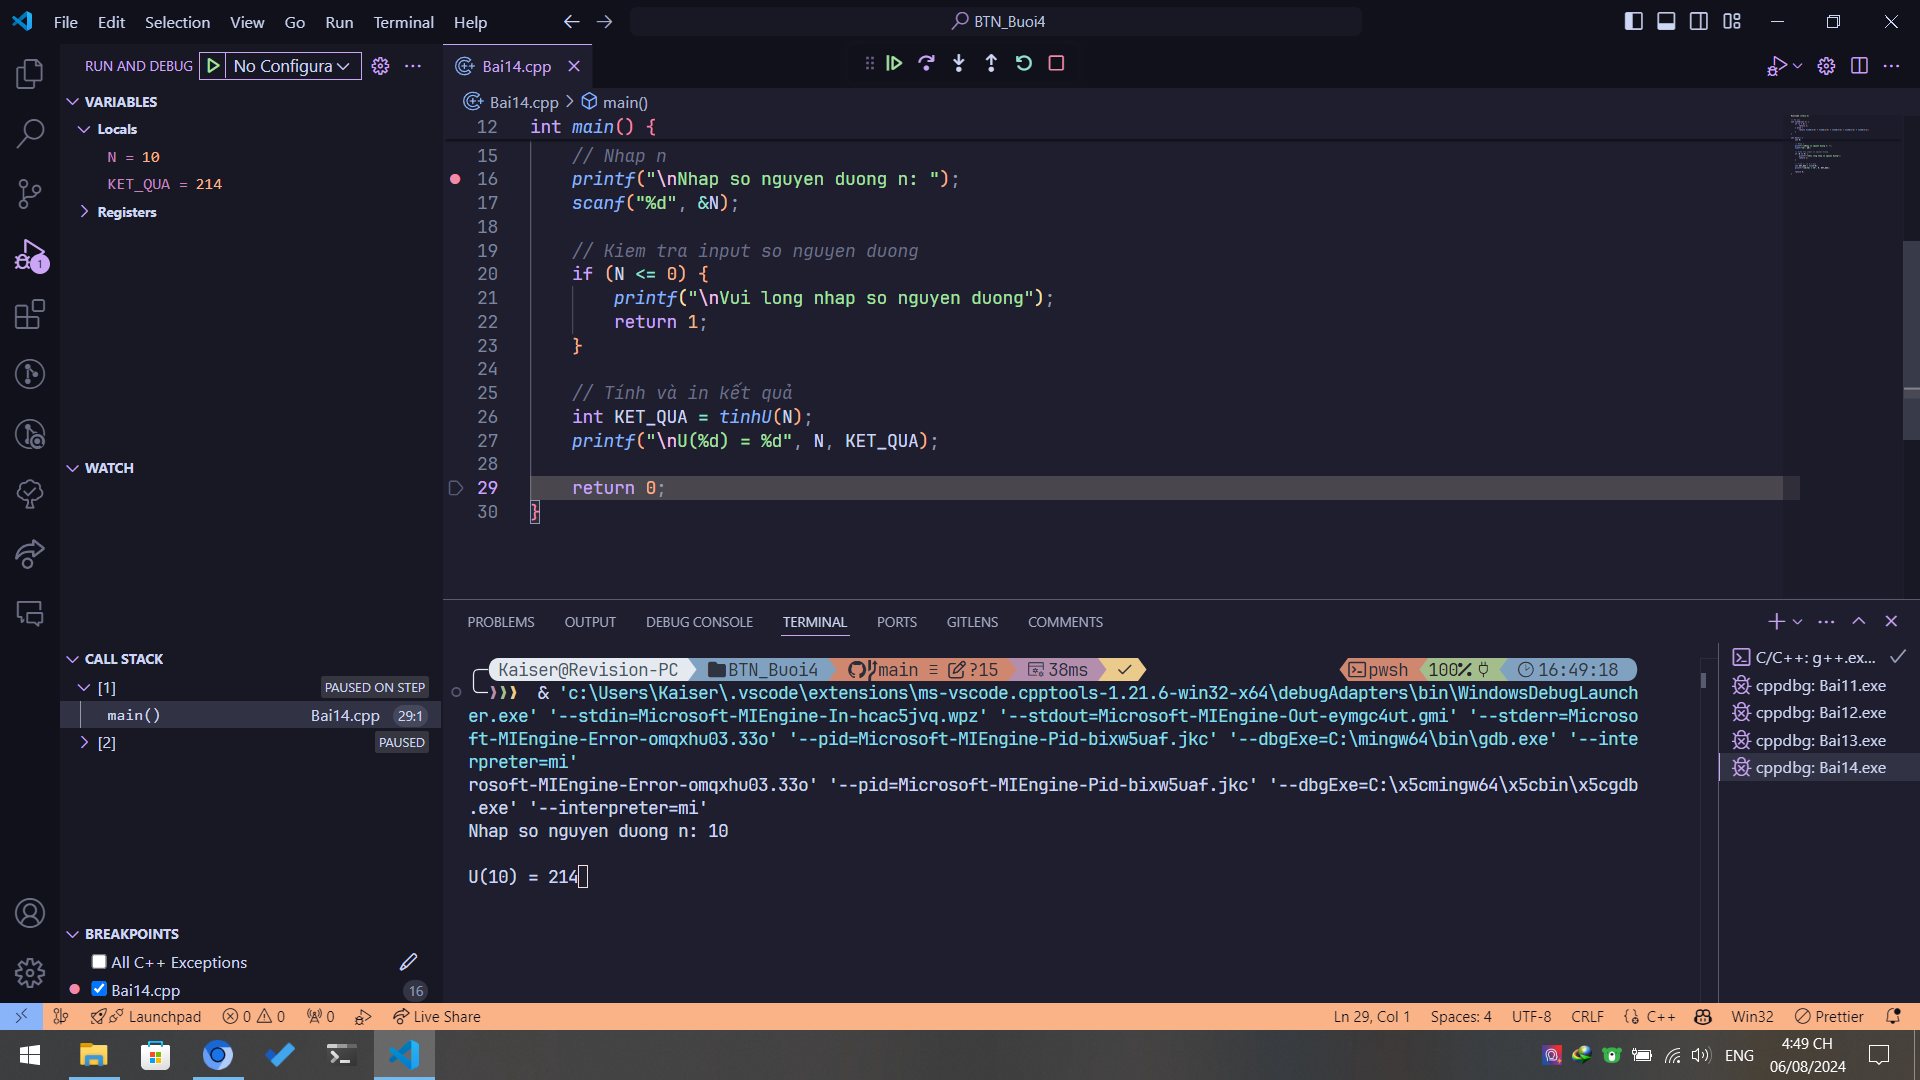 File Edit Selection View Go Run Terminal Help
BTN_Buoi4
RUN AND DEBUG
No Configura
VARIABLES
Locals
N = 10
KET_QUA = 214
Registers
WATCH
CALL STACK
[1] PAUSED ON STEP
main() Bai14.cpp 29:1
[2] PAUSED
BREAKPOINTS
All C++ Exceptions
Bai14.cpp 16
1
Bai14.cpp
Bai14.cpp > main()
12 int main() {
15 // Nhap n
16 printf("\nNhap so nguyen duong n: ");
17 scanf("%d", &N);
18
19 // Kiem tra input so nguyen duong
20 if (N <= 0) {
21 printf("\nVui long nhap so nguyen duong");
22 return 1;
23 }
24
25 // Tính và in kết quả
26 int KET_QUA = tinhU(N);
27 printf("\nU(%d) = %d", N, KET_QUA);
28
29 return 0;
30 }
PROBLEMS OUTPUT DEBUG CONSOLE TERMINAL PORTS GITLENS COMMENTS
Kaiser@Revision-PC BTN_Buoi4 main ≡ ?15 38ms pwsh 100% 16:49:18
& 'c:\Users\Kaiser\.vscode\extensions\ms-vscode.cpptools-1.21.6-win32-x64\debugAdapters\bin\WindowsDebugLaunch
er.exe' '--stdin=Microsoft-MIEngine-In-hcac5jvq.wpz' '--stdout=Microsoft-MIEngine-Out-eymgc4ut.gmi' '--stderr=Microso
ft-MIEngine-Error-omqxhu03.33o' '--pid=Microsoft-MIEngine-Pid-bixw5uaf.jkc' '--dbgExe=C:\mingw64\bin\gdb.exe' '--inte
rpreter=mi'
rosoft-MIEngine-Error-omqxhu03.33o' '--pid=Microsoft-MIEngine-Pid-bixw5uaf.jkc' '--dbgExe=C:\x5cmingw64\x5cbin\x5cgdb
.exe' '--interpreter=mi'
Nhap so nguyen duong n: 10
U(10) = 214
C/C++: g++.ex...
cppdbg: Bai11.exe
cppdbg: Bai12.exe
cppdbg: Bai13.exe
cppdbg: Bai14.exe
Launchpad 0 0 0 Live Share
Ln 29, Col 1 Spaces: 4 UTF-8 CRLF {} C++ Win32 Prettier
ENG
4:49 CH
06/08/2024